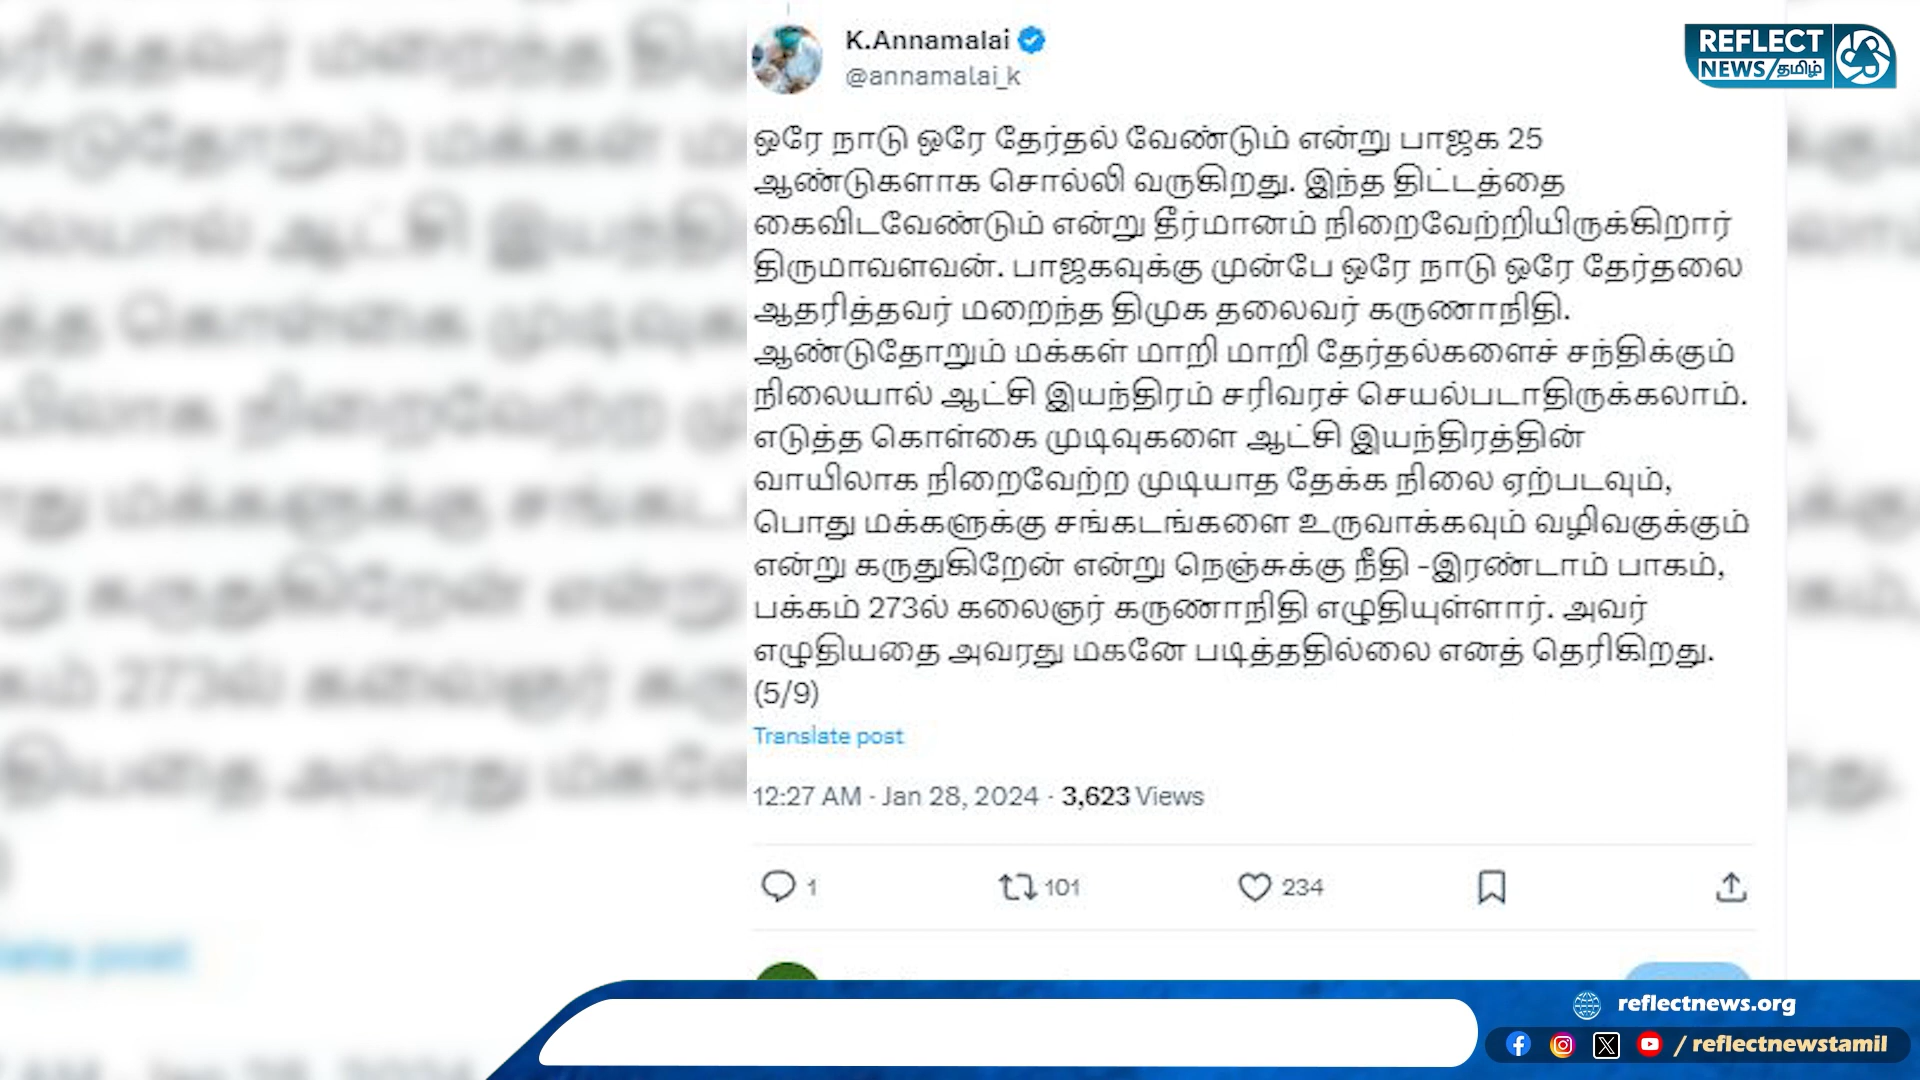 K.Annamalai
@annamalai_k
REFLECT
NEWS/தமிழ்
ஒரே நாடு ஒரே தேர்தல் வேண்டும் என்று பாஜக 25
ஆண்டுகளாக சொல்லி வருகிறது. இந்த திட்டத்தை
கைவிடவேண்டும் என்று தீர்மானம் நிறைவேற்றியிருக்கிறார்
திருமாவளவன். பாஜகவுக்கு முன்பே ஒரே நாடு ஒரே தேர்தலை
ஆதரித்தவர் மறைந்த திமுக தலைவர் கருணாநிதி.
ஆண்டுதோறும் மக்கள் மாறி மாறி தேர்தல்களைச் சந்திக்கும்
நிலையால் ஆட்சி இயந்திரம் சரிவரச் செயல்படாதிருக்கலாம்.
எடுத்த கொள்கை முடிவுகளை ஆட்சி இயந்திரத்தின்
வாயிலாக நிறைவேற்ற முடியாத தேக்க நிலை ஏற்படவும்,
பொது மக்களுக்கு சங்கடங்களை உருவாக்கவும் வழிவகுக்கும்
என்று கருதுகிறேன் என்று நெஞ்சுக்கு நீதி -இரண்டாம் பாகம்,
பக்கம் 273ல் கலைஞர் கருணாநிதி எழுதியுள்ளார். அவர்
எழுதியதை அவரது மகனே படித்ததில்லை எனத் தெரிகிறது.
(5/9)
Translate post
12:27 AM · Jan 28, 2024 · 3,623 Views
1 101 234
reflectnews.org
/ reflectnewstamil